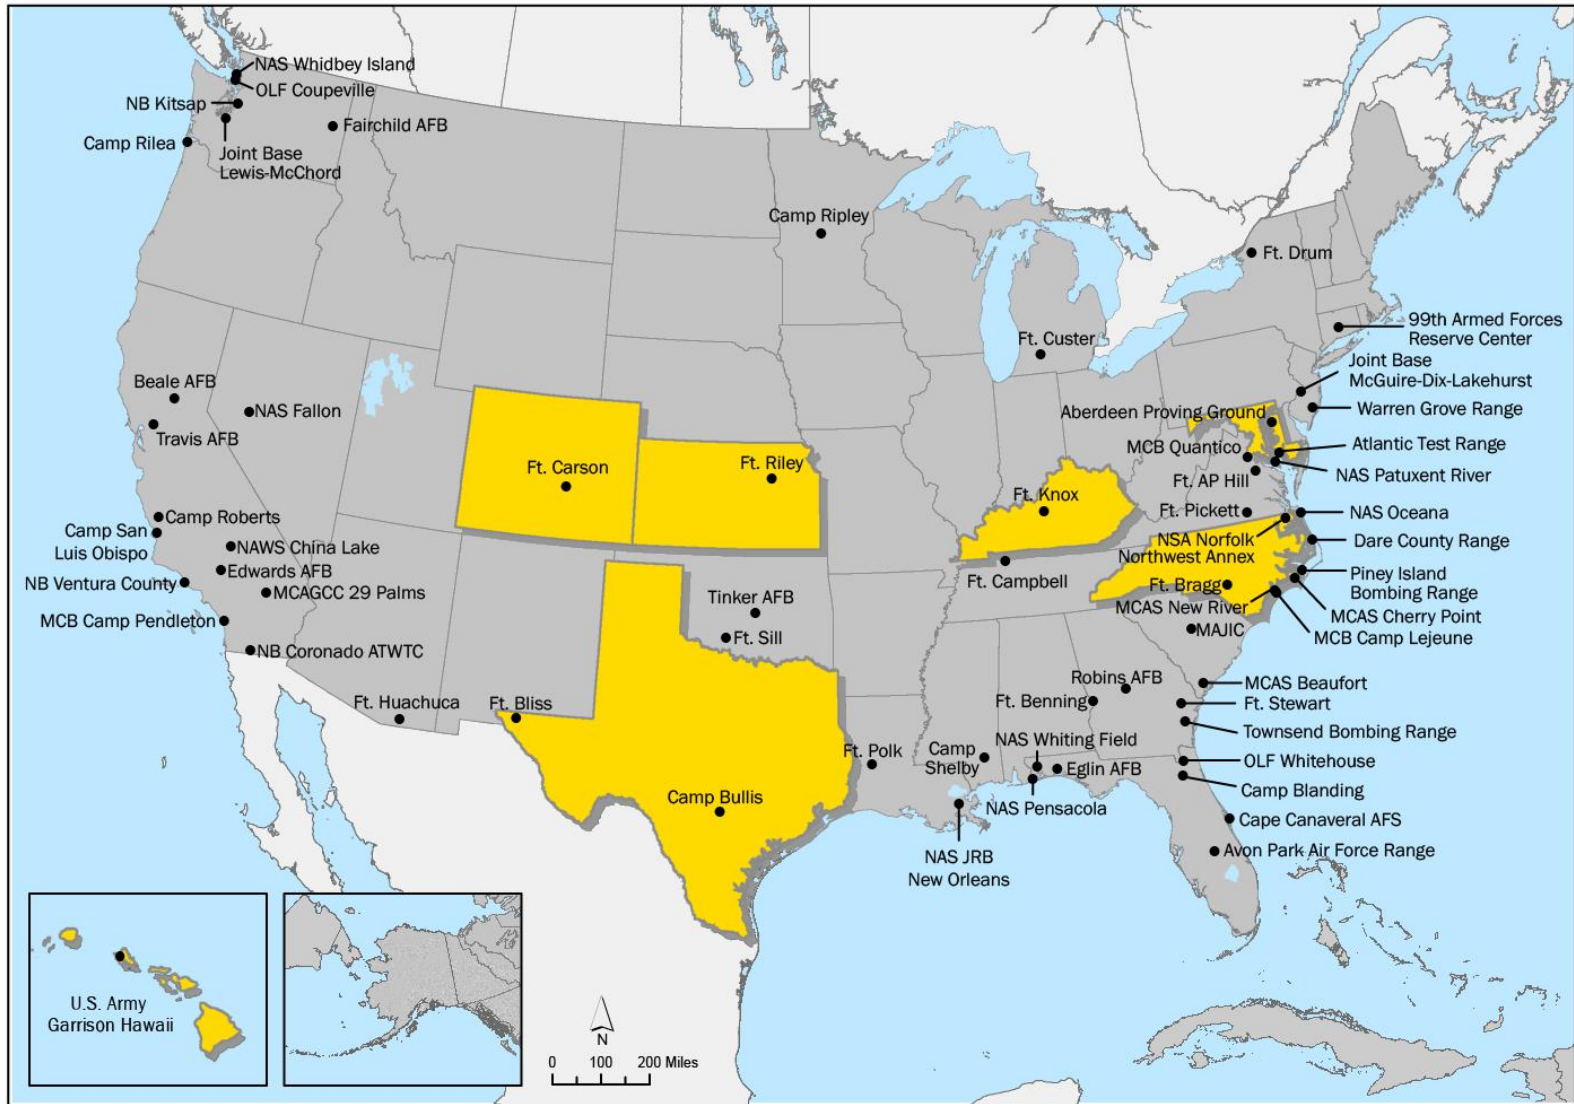 NAS Whidbey Island
OLF Coupeville
NB Kitsap
Fairchild AFB
Camp Rilea
Joint Base
Lewis-McChord
Camp Ripley
Ft. Drum
99th Armed Forces
Reserve Center
Ft. Custer
Joint Base
McGuire-Dix-Lakehurst
Beale AFB
NAS Fallon
Travis AFB
Aberdeen Proving Ground
Warren Grove Range
MCB Quantico
Atlantic Test Range
Ft. Carson
Ft. Riley
Ft. AP Hill
NAS Patuxent River
Ft. Knox
Ft. Pickett
NAS Oceana
Camp Roberts
Camp San
Luis Obispo
NAWS China Lake
NSA Norfolk
Northwest Annex
Dare County Range
Edwards AFB
NB Ventura County
MCAGCC 29 Palms
Ft. Campbell
Ft. Bragg
Piney Island
Bombing Range
Tinker AFB
MCAS New River
MCAS Cherry Point
MCB Camp Pendleton
Ft. Sill
MAJIC
MCB Camp Lejeune
NB Coronado ATWTC
Robins AFB
MCAS Beaufort
Ft. Huachuca
Ft. Bliss
Ft. Benning
Ft. Stewart
NAS Whiting Field
Townsend Bombing Range
Ft. Polk
Camp
Shelby
Eglin AFB
OLF Whitehouse
Camp Bullis
NAS Pensacola
Camp Blanding
Cape Canaveral AFS
NAS JRB
New Orleans
Avon Park Air Force Range
U.S. Army
Garrison Hawaii
N
0 100 200 Miles